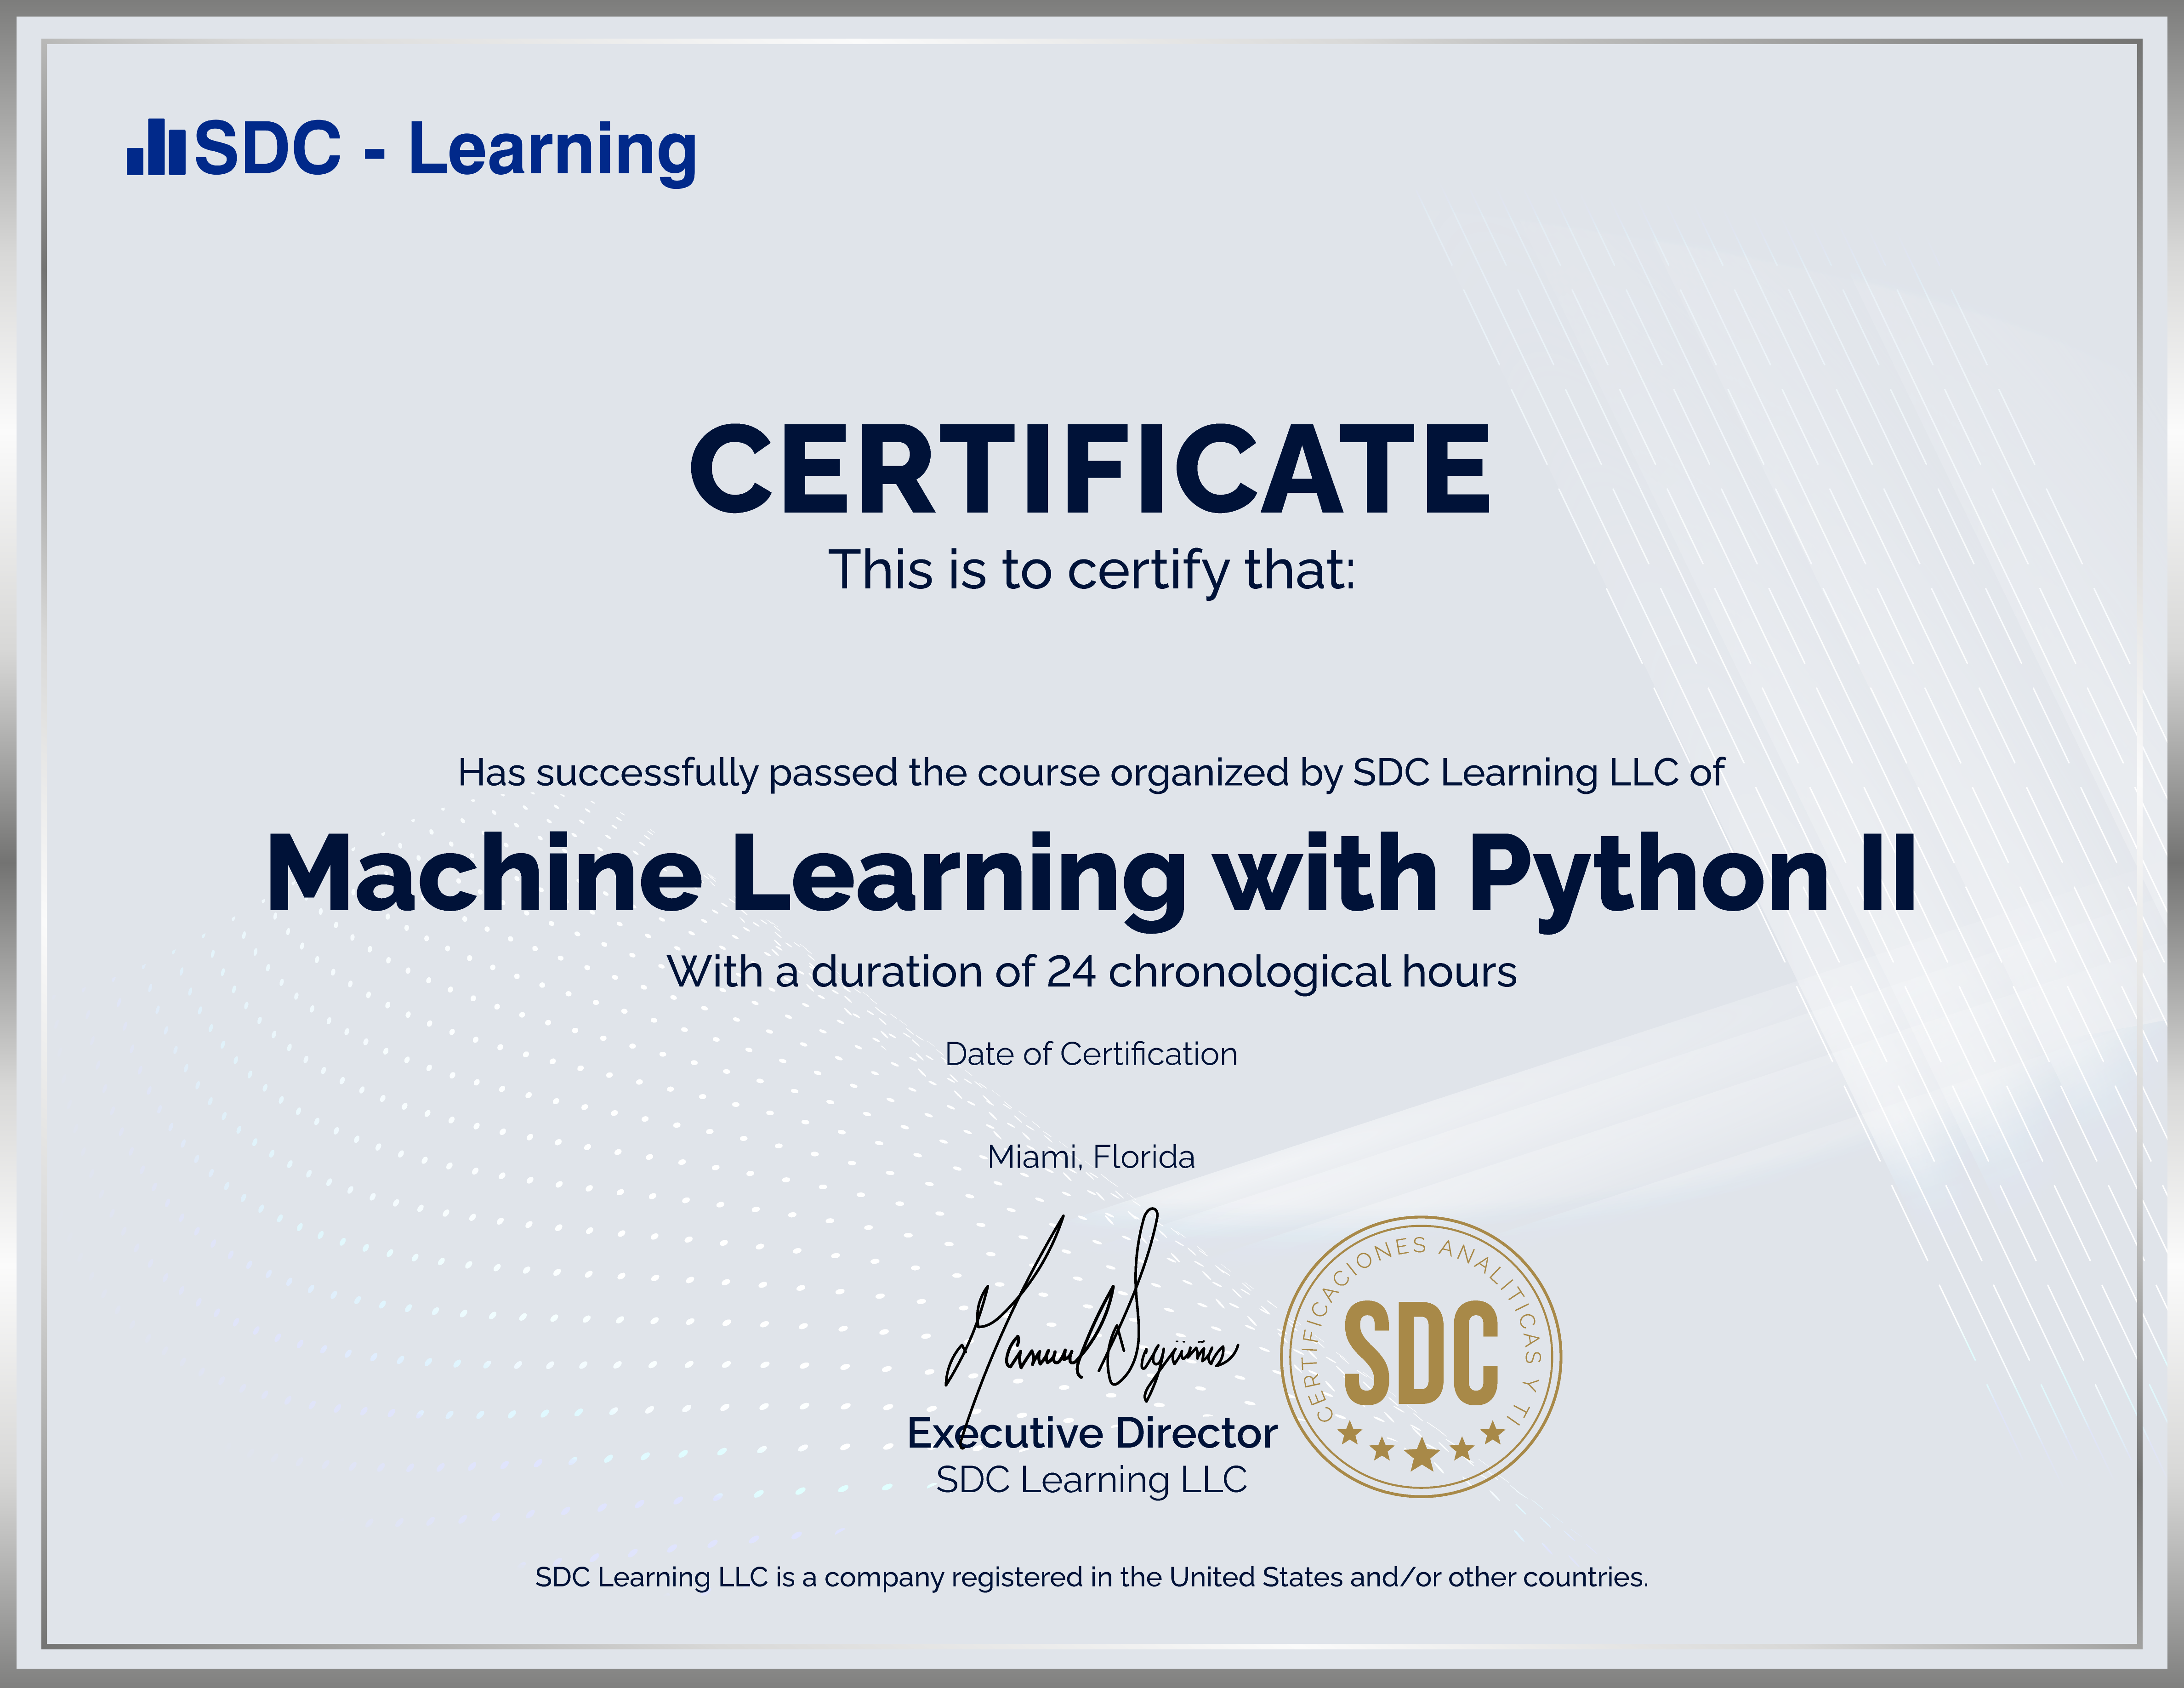 SDC - Learning
CERTIFICATE
This is to certify that:
Has successfully passed the course organized by SDC Learning LLC of
Machine Learning with Python II
With a duration of 24 chronological hours
Date of Certification
Miami, Florida
CERTIFICACIONES ANALITICAS Y TI
SDC
Executive Director
SDC Learning LLC
SDC Learning LLC is a company registered in the United States and/or other countries.